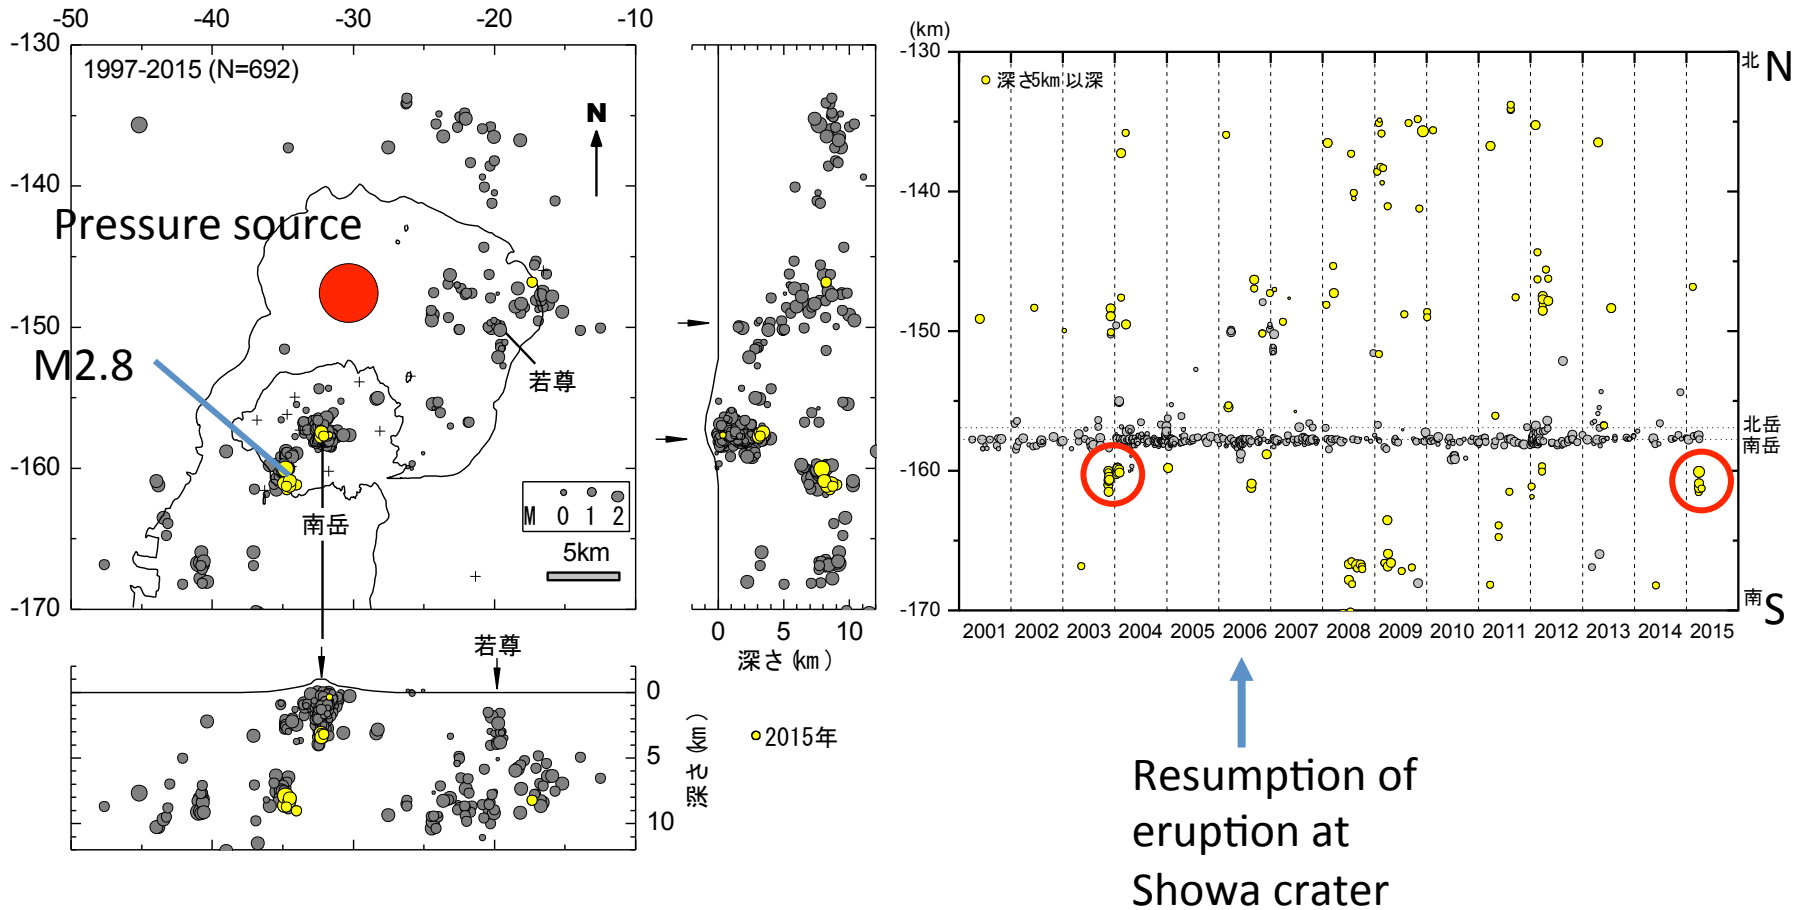 -50 -40 -30 -20 -10
-130
-140
-150
-160
-170
1997-2015 (N=692)
N
Pressure source
M2.8
若尊
南岳
M 0 1 2
5km
0 5 10
深さ(km)
若尊
0
5
10
深さ(km)
2015年
(km)
-130
-140
-150
-160
-170
深さ5km以深
北 N
北岳
南岳
南 S
2001 2002 2003 2004 2005 2006 2007 2008 2009 2010 2011 2012 2013 2014 2015
Resumption of
eruption at
Showa crater